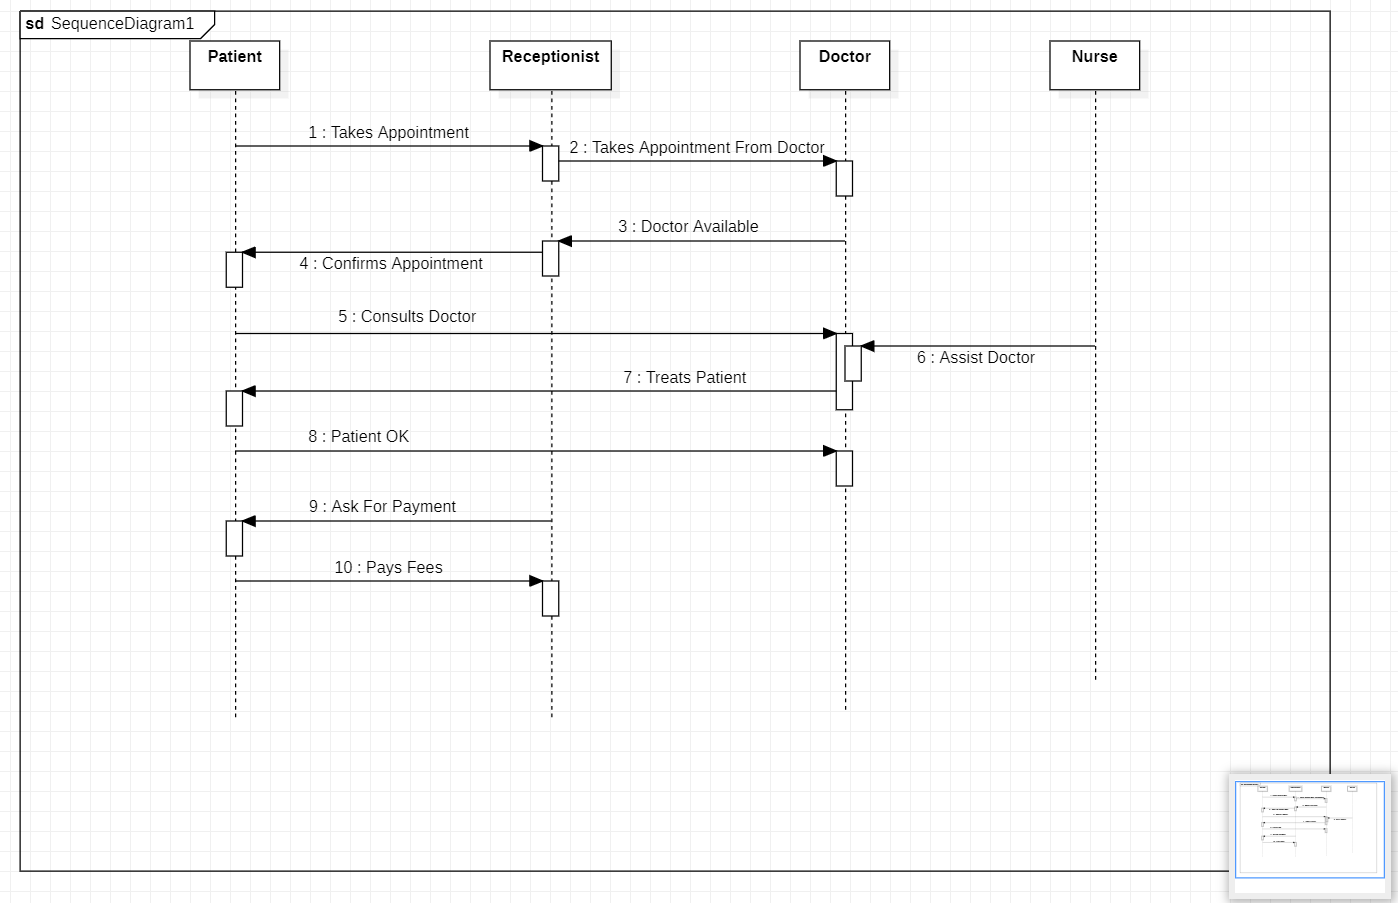 sd SequenceDiagram1
Patient
Receptionist
Doctor
Nurse
1 : Takes Appointment
2 : Takes Appointment From Doctor
3 : Doctor Available
4 : Confirms Appointment
5 : Consults Doctor
6 : Assist Doctor
7 : Treats Patient
8 : Patient OK
9 : Ask For Payment
10 : Pays Fees